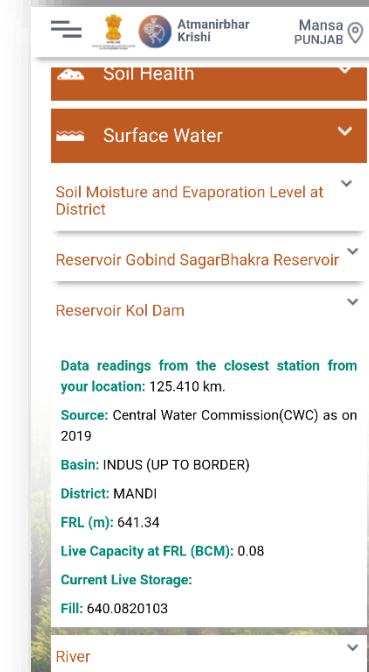 Atmanirbhar
Krishi
Mansa
PUNJAB
Soil Health
Surface Water
Soil Moisture and Evaporation Level at
District
Reservoir Gobind SagarBhakra Reservoir
Reservoir Kol Dam
Data readings from the closest station from
your location: 125.410 km.
Source: Central Water Commission(CWC) as on
2019
Basin: INDUS (UP TO BORDER)
District: MANDI
FRL (m): 641.34
Live Capacity at FRL (BCM): 0.08
Current Live Storage:
Fill: 640.0820103
River